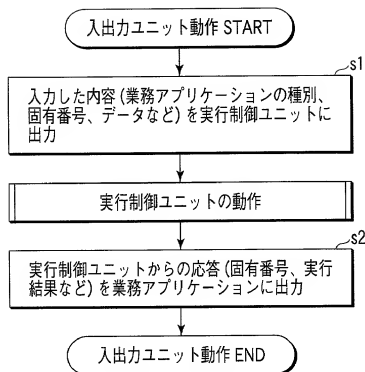 入出力ユニット動作 START
s1
入力した内容(業務アプリケーションの種別、
固有番号、データなど)を実行制御ユニットに
出力
実行制御ユニットの動作
s2
実行制御ユニットからの応答(固有番号、実行
結果など)を業務アプリケーションに出力
入出力ユニット動作 END